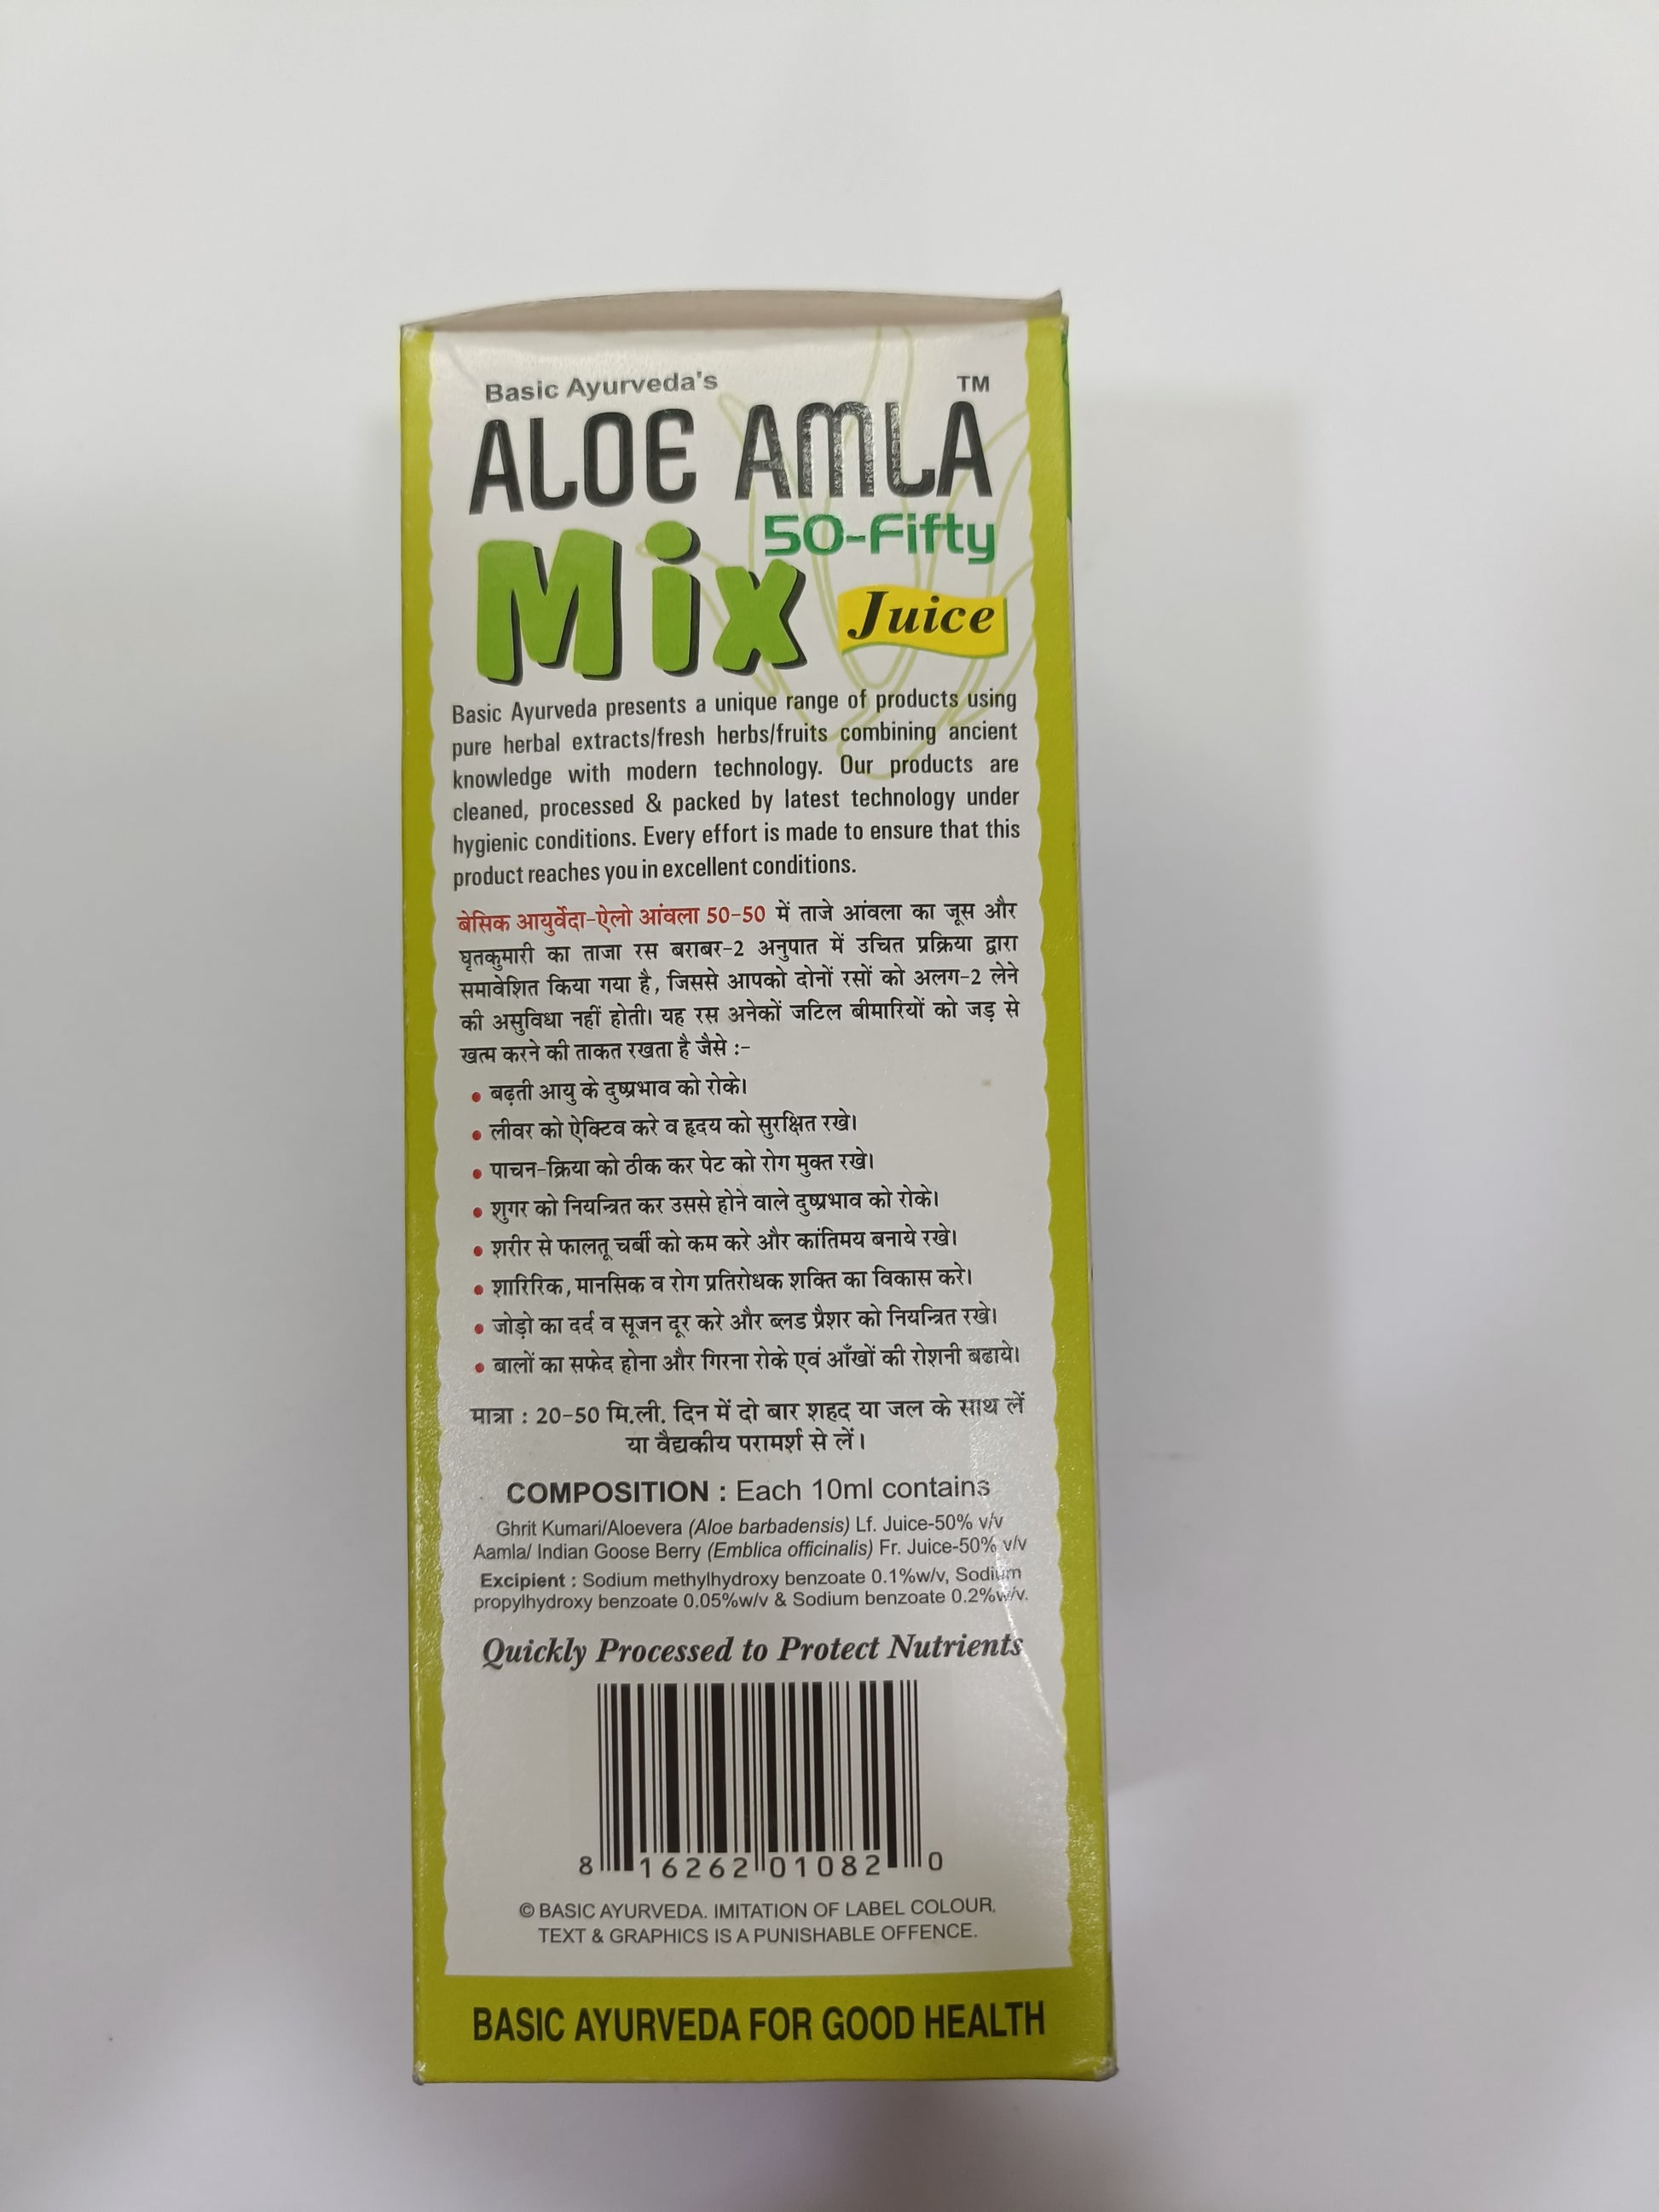 Basic Ayurveda's
TM
ALOE AMLA
50-Fifty
Mix
Juice
Basic Ayurveda presents a unique range of products using
pure herbal extracts/fresh herbs/fruits combining ancient
knowledge with modern technology. Our products are
cleaned, processed & packed by latest technology under
hygienic conditions. Every effort is made to ensure that this
product reaches you in excellent conditions.
बेसिक आयुर्वेदा-ऐलो आंवला 50-50 में ताजे आंवला का जूस और
घृतकुमारी का ताजा रस बराबर-2 अनुपात में उचित प्रक्रिया द्वारा
समावेशित किया गया है, जिससे आपको दोनों रसों को अलग-2 लेने
की असुविधा नहीं होती। यह रस अनेकों जटिल बीमारियों को जड़ से
खत्म करने की ताकत रखता है जैसे :-
• बढ़ती आयु के दुष्प्रभाव को रोके।
• लीवर को ऐक्टिव करे व हृदय को सुरक्षित रखे।
• पाचन-क्रिया को ठीक कर पेट को रोग मुक्त रखे।
• शुगर को नियन्त्रित कर उससे होने वाले दुष्प्रभाव को रोके।
• शरीर से फालतू चर्बी को कम करे और कांतिमय बनाये रखे।
• शारिरिक, मानसिक व रोग प्रतिरोधक शक्ति का विकास करे।
• जोड़ो का दर्द व सूजन दूर करे और ब्लड प्रैशर को नियन्त्रित रखे।
• बालों का सफेद होना और गिरना रोके एवं आँखों की रोशनी बढाये।
मात्रा : 20-50 मि.ली. दिन में दो बार शहद या जल के साथ लें
या वैद्यकीय परामर्श से लें।
COMPOSITION : Each 10ml contains
Ghrit Kumari/Aloevera (Aloe barbadensis) Lf. Juice-50% v/v
Aamla/ Indian Goose Berry (Emblica officinalis) Fr. Juice-50% v/v
Excipient : Sodium methylhydroxy benzoate 0.1%w/v, Sodium
propylhydroxy benzoate 0.05%w/v & Sodium benzoate 0.2%w/v.
Quickly Processed to Protect Nutrients
8 16262 01082 0
© BASIC AYURVEDA. IMITATION OF LABEL COLOUR,
TEXT & GRAPHICS IS A PUNISHABLE OFFENCE.
BASIC AYURVEDA FOR GOOD HEALTH